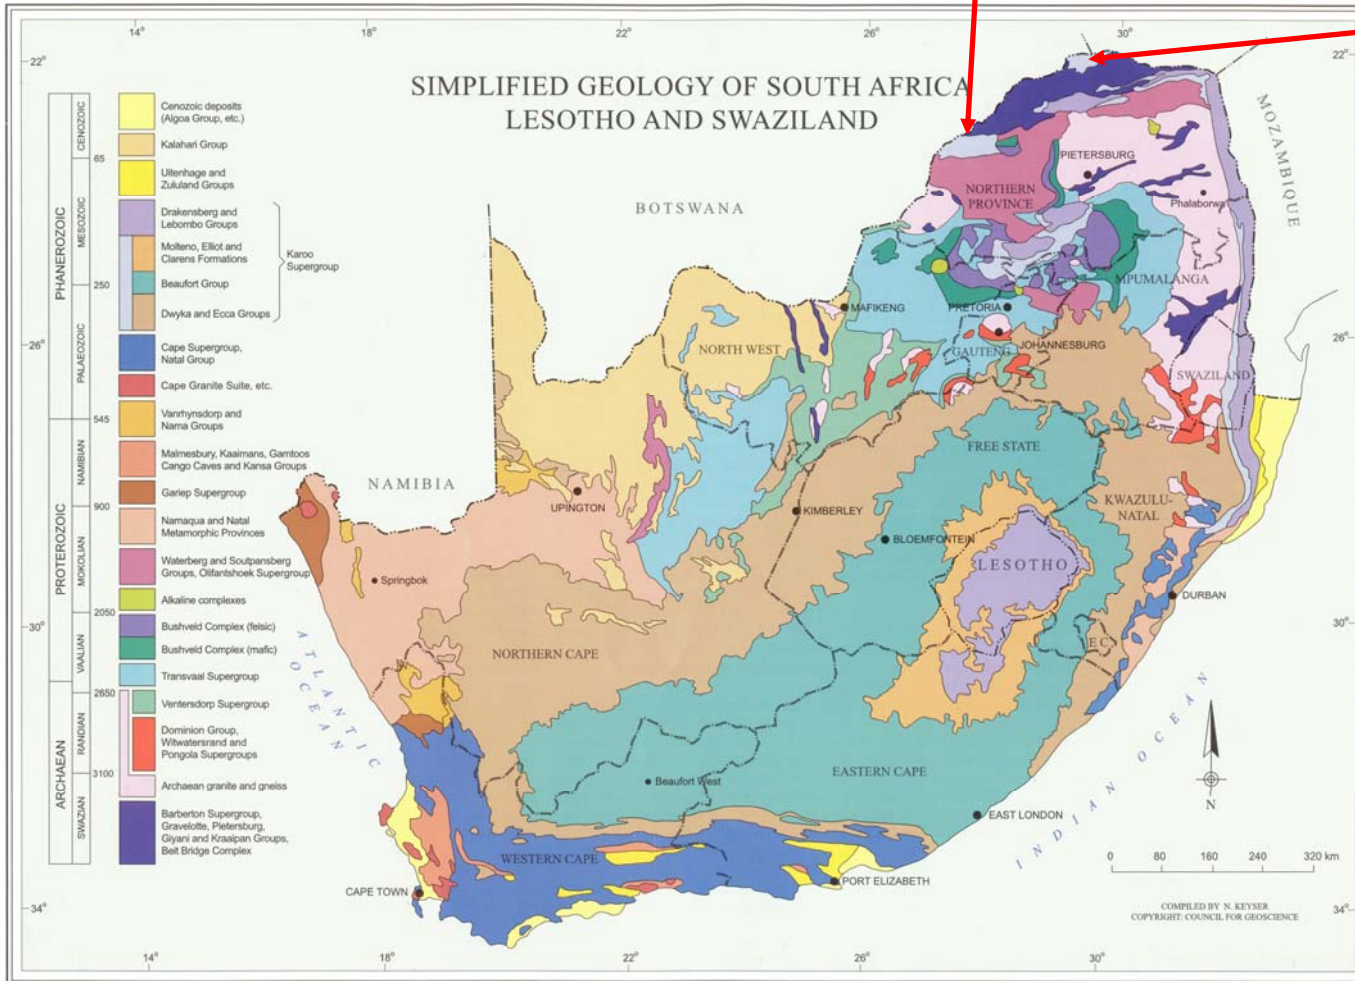 14°
18°
22°
26°
30°
22°
22°
SIMPLIFIED GEOLOGY OF SOUTH AFRICA
LESOTHO AND SWAZILAND
CENOZOIC
MESOZOIC
PALAEOZOIC
NAMIBIAN
MOKOLIAN
VAALIAN
RANDIAN
SWAZIAN
PHANEROZOIC
PROTEROZOIC
ARCHAEAN
65
250
545
900
2050
2650
3100
Cenozoic deposits
(Algoa Group, etc.)
Kalahari Group
Uitenhage and
Zululand Groups
Drakensberg and
Lebombo Groups
Molteno, Elliot and
Clarens Formations
Beaufort Group
Dwyka and Ecca Groups
Karoo
Supergroup
Cape Supergroup,
Natal Group
Cape Granite Suite, etc.
Vanrhynsdorp and
Nama Groups
Malmesbury, Kaaimans, Gamtoos
Cango Caves and Kansa Groups
Gariep Supergroup
Namaqua and Natal
Metamorphic Provinces
Waterberg and Soutpansberg
Groups, Olifantshoek Supergroup
Alkaline complexes
Bushveld Complex (felsic)
Bushveld Complex (mafic)
Transvaal Supergroup
Ventersdorp Supergroup
Dominion Group,
Witwatersrand and
Pongola Supergroups
Archaean granite and gneiss
Barberton Supergroup,
Gravelotte, Pietersburg,
Giyani and Kraaipan Groups,
Beit Bridge Complex
MOZAMBIQUE
BOTSWANA
NAMIBIA
PIETERSBURG
NORTHERN
PROVINCE
Phalaborwa
MPUMALANGA
MAFIKENG
PRETORIA
NORTH WEST
GAUTENG
JOHANNESBURG
SWAZILAND
26°
26°
FREE STATE
UPINGTON
KIMBERLEY
KWAZULU-
NATAL
BLOEMFONTEIN
LESOTHO
Springbok
DURBAN
30°
30°
E C
NORTHERN CAPE
ATLANTIC
OCEAN
INDIAN OCEAN
Beaufort West
EASTERN CAPE
N
EAST LONDON
WESTERN CAPE
PORT ELIZABETH
CAPE TOWN
0 80 160 240 320 km
COMPILED BY N. KEYSER
COPYRIGHT: COUNCIL FOR GEOSCIENCE
34°
34°
14°
18°
22°
26°
30°